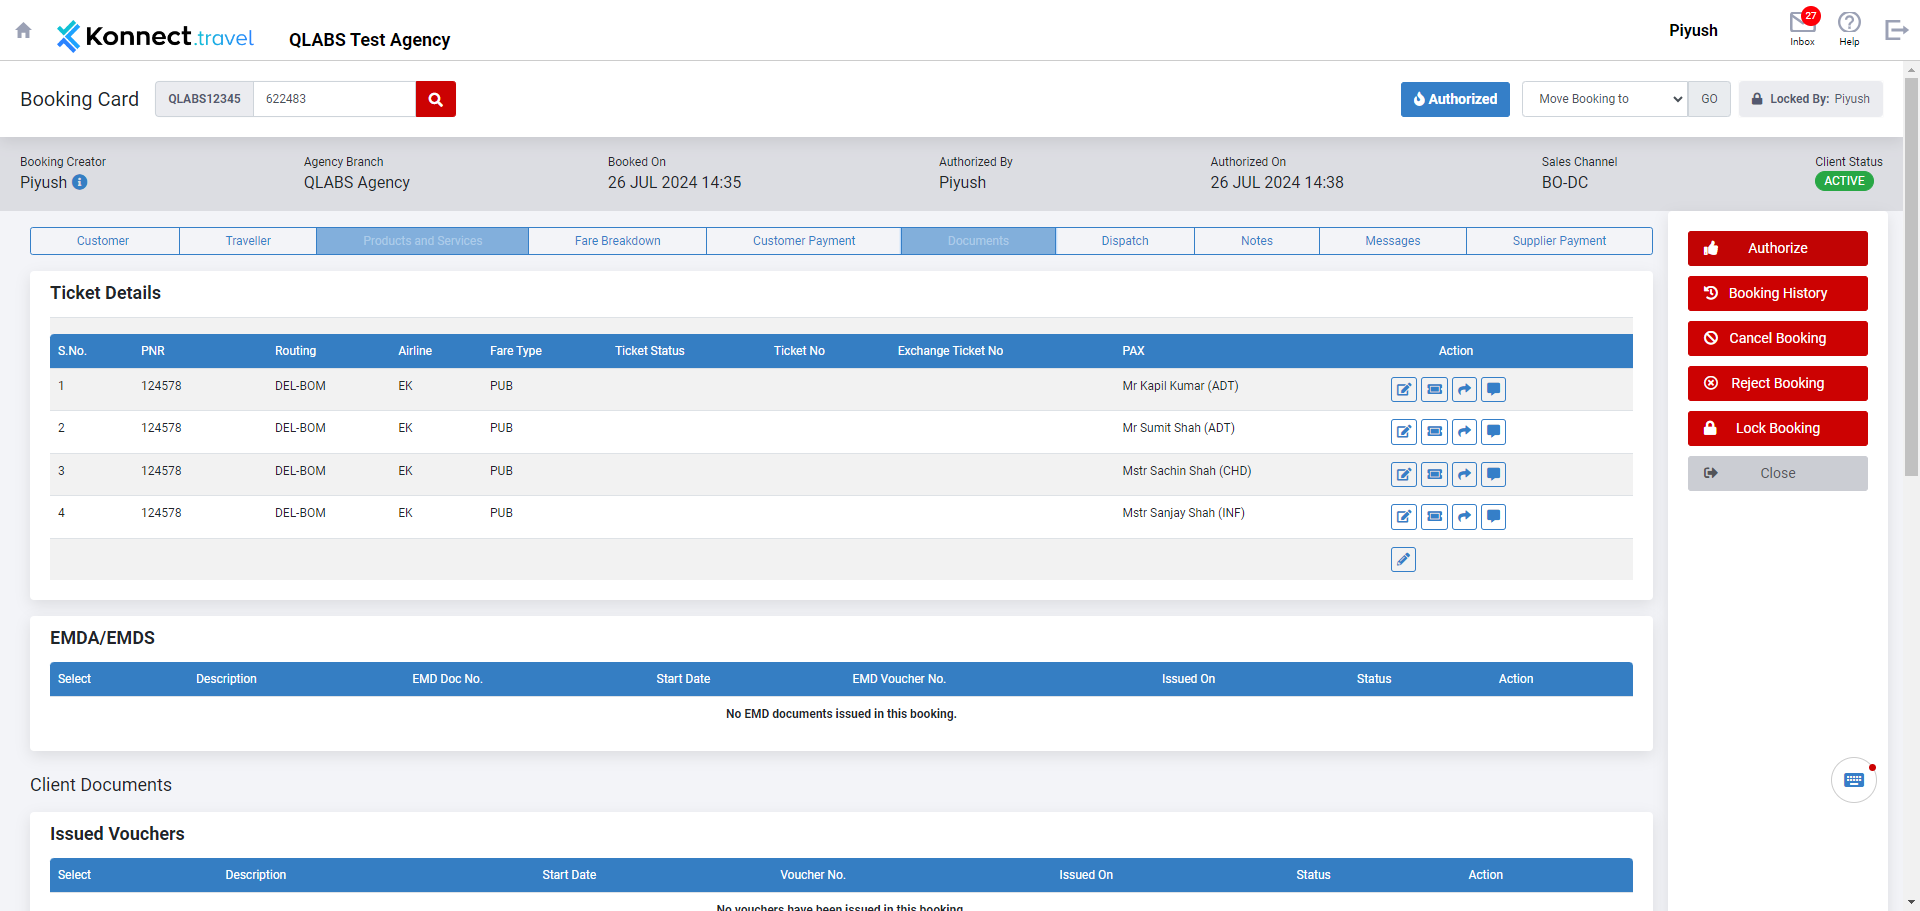 Konnect.travel QLABS Test Agency Piyush 27 Inbox Help
Booking Card QLABS12345 622483 Authorized Move Booking to GO Locked By: Piyush
Booking Creator Agency Branch Booked On Authorized By Authorized On Sales Channel Client Status
Piyush QLABS Agency 26 JUL 2024 14:35 Piyush 26 JUL 2024 14:38 BO-DC ACTIVE
Customer Traveller Products and Services Fare Breakdown Customer Payment Documents Dispatch Notes Messages Supplier Payment
Ticket Details
S.No. PNR Routing Airline Fare Type Ticket Status Ticket No Exchange Ticket No PAX Action
1 124578 DEL-BOM EK PUB Mr Kapil Kumar (ADT)
2 124578 DEL-BOM EK PUB Mr Sumit Shah (ADT)
3 124578 DEL-BOM EK PUB Mstr Sachin Shah (CHD)
4 124578 DEL-BOM EK PUB Mstr Sanjay Shah (INF)
EMDA/EMDS
Select Description EMD Doc No. Start Date EMD Voucher No. Issued On Status Action
No EMD documents issued in this booking.
Client Documents
Issued Vouchers
Select Description Start Date Voucher No. Issued On Status Action
No vouchers have been issued in this booking
Authorize
Booking History
Cancel Booking
Reject Booking
Lock Booking
Close